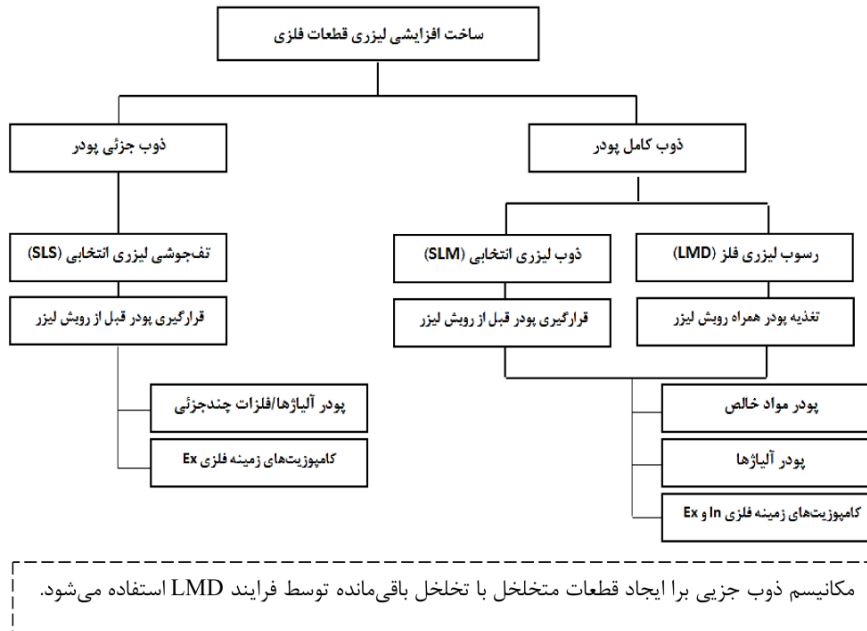 ساخت افزایشی لیزری قطعات فلزی
ذوب جزئی پودر
ذوب کامل پودر
تف‌جوشی لیزری انتخابی (SLS)
ذوب لیزری انتخابی (SLM)
رسوب لیزری فلز (LMD)
قرارگیری پودر قبل از روبش لیزر
قرارگیری پودر قبل از روبش لیزر
تغذیه پودر همراه روبش لیزر
پودر آلیاژها/فلزات چندجزئی
کامپوزیت‌های زمینه فلزی Ex
پودر مواد خالص
پودر آلیاژها
کامپوزیت‌های زمینه فلزی In و Ex
مکانیسم ذوب جزیی برا ایجاد قطعات متخلخل با تخلخل باقی‌مانده توسط فرایند LMD استفاده می‌شود.